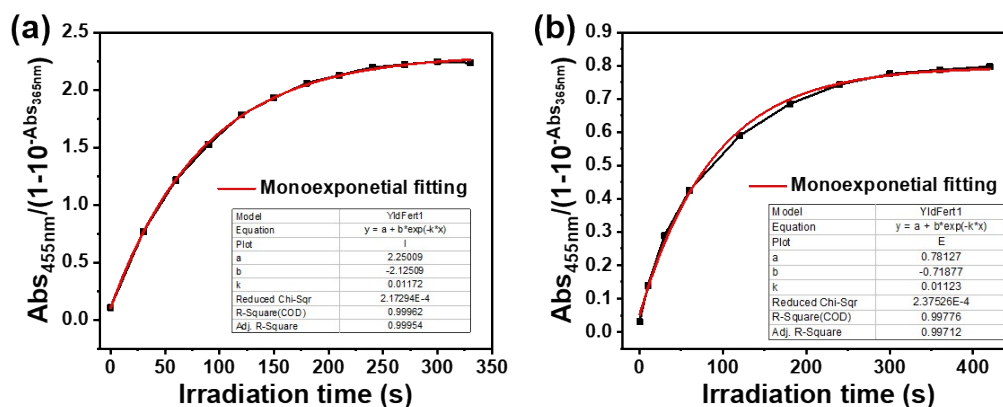 (a)
Abs455nm/(1-10-Abs365nm)
2.5
2.0
1.5
1.0
0.5
0.0
Monoexponetial fitting
Model YldFert1
Equation y = a + b*exp(-k*x)
Plot I
a 2.25009
b -2.12509
k 0.01172
Reduced Chi-Sqr 2.17294E-4
R-Square(COD) 0.99962
Adj. R-Square 0.99954
0 50 100 150 200 250 300 350
Irradiation time (s)
(b)
Abs455nm/(1-10-Abs365nm)
0.9
0.8
0.7
0.6
0.5
0.4
0.3
0.2
0.1
0.0
Monoexponetial fitting
Model YldFert1
Equation y = a + b*exp(-k*x)
Plot E
a 0.78127
b -0.71877
k 0.01123
Reduced Chi-Sqr 2.37526E-4
R-Square(COD) 0.99776
Adj. R-Square 0.99712
0 100 200 300 400
Irradiation time (s)